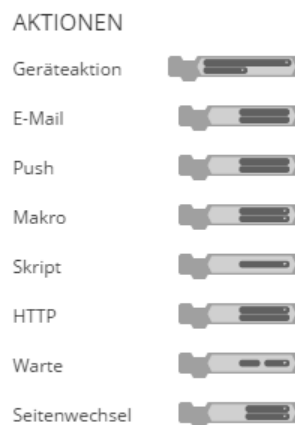 AKTIONEN
Geräteaktion
E-Mail
Push
Makro
Skript
HTTP
Warte
Seitenwechsel